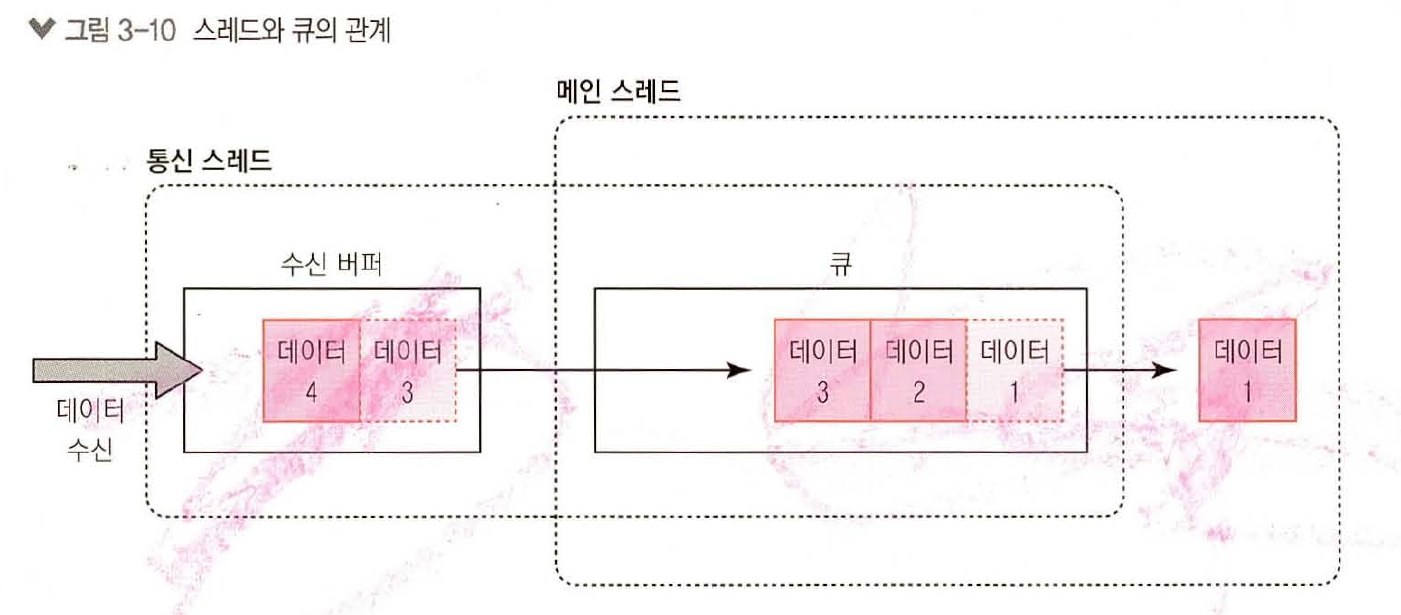 그림 3-10 스레드와 큐의 관계
메인 스레드
통신 스레드
수신 버퍼
큐
데이터
수신
데이터
4
데이터
3
데이터
3
데이터
2
데이터
1
데이터
1